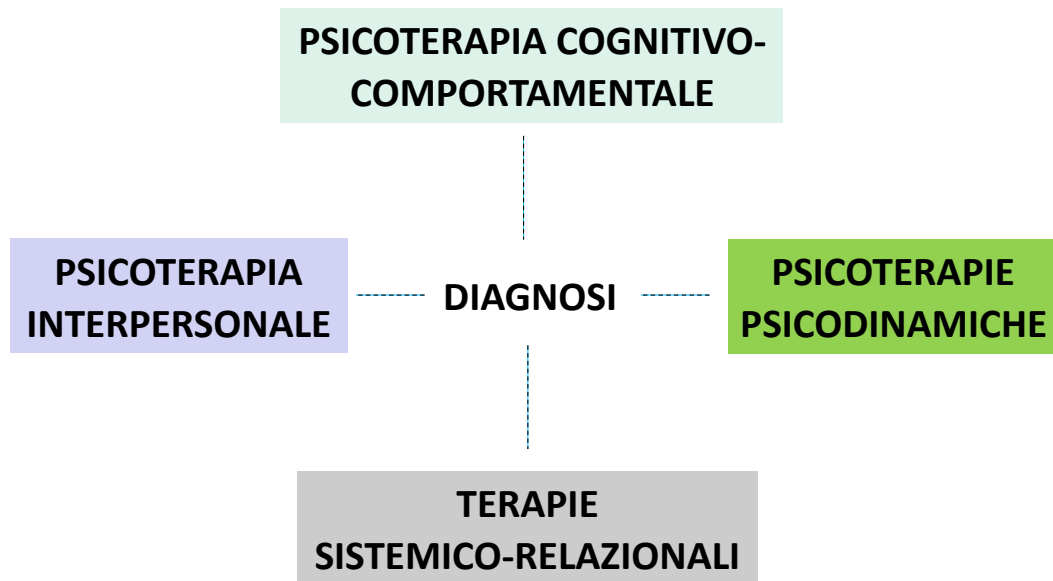 PSICOTERAPIA COGNITIVO-
COMPORTAMENTALE
PSICOTERAPIA
INTERPERSONALE
DIAGNOSI
PSICOTERAPIE
PSICODINAMICHE
TERAPIE
SISTEMICO-RELAZIONALI